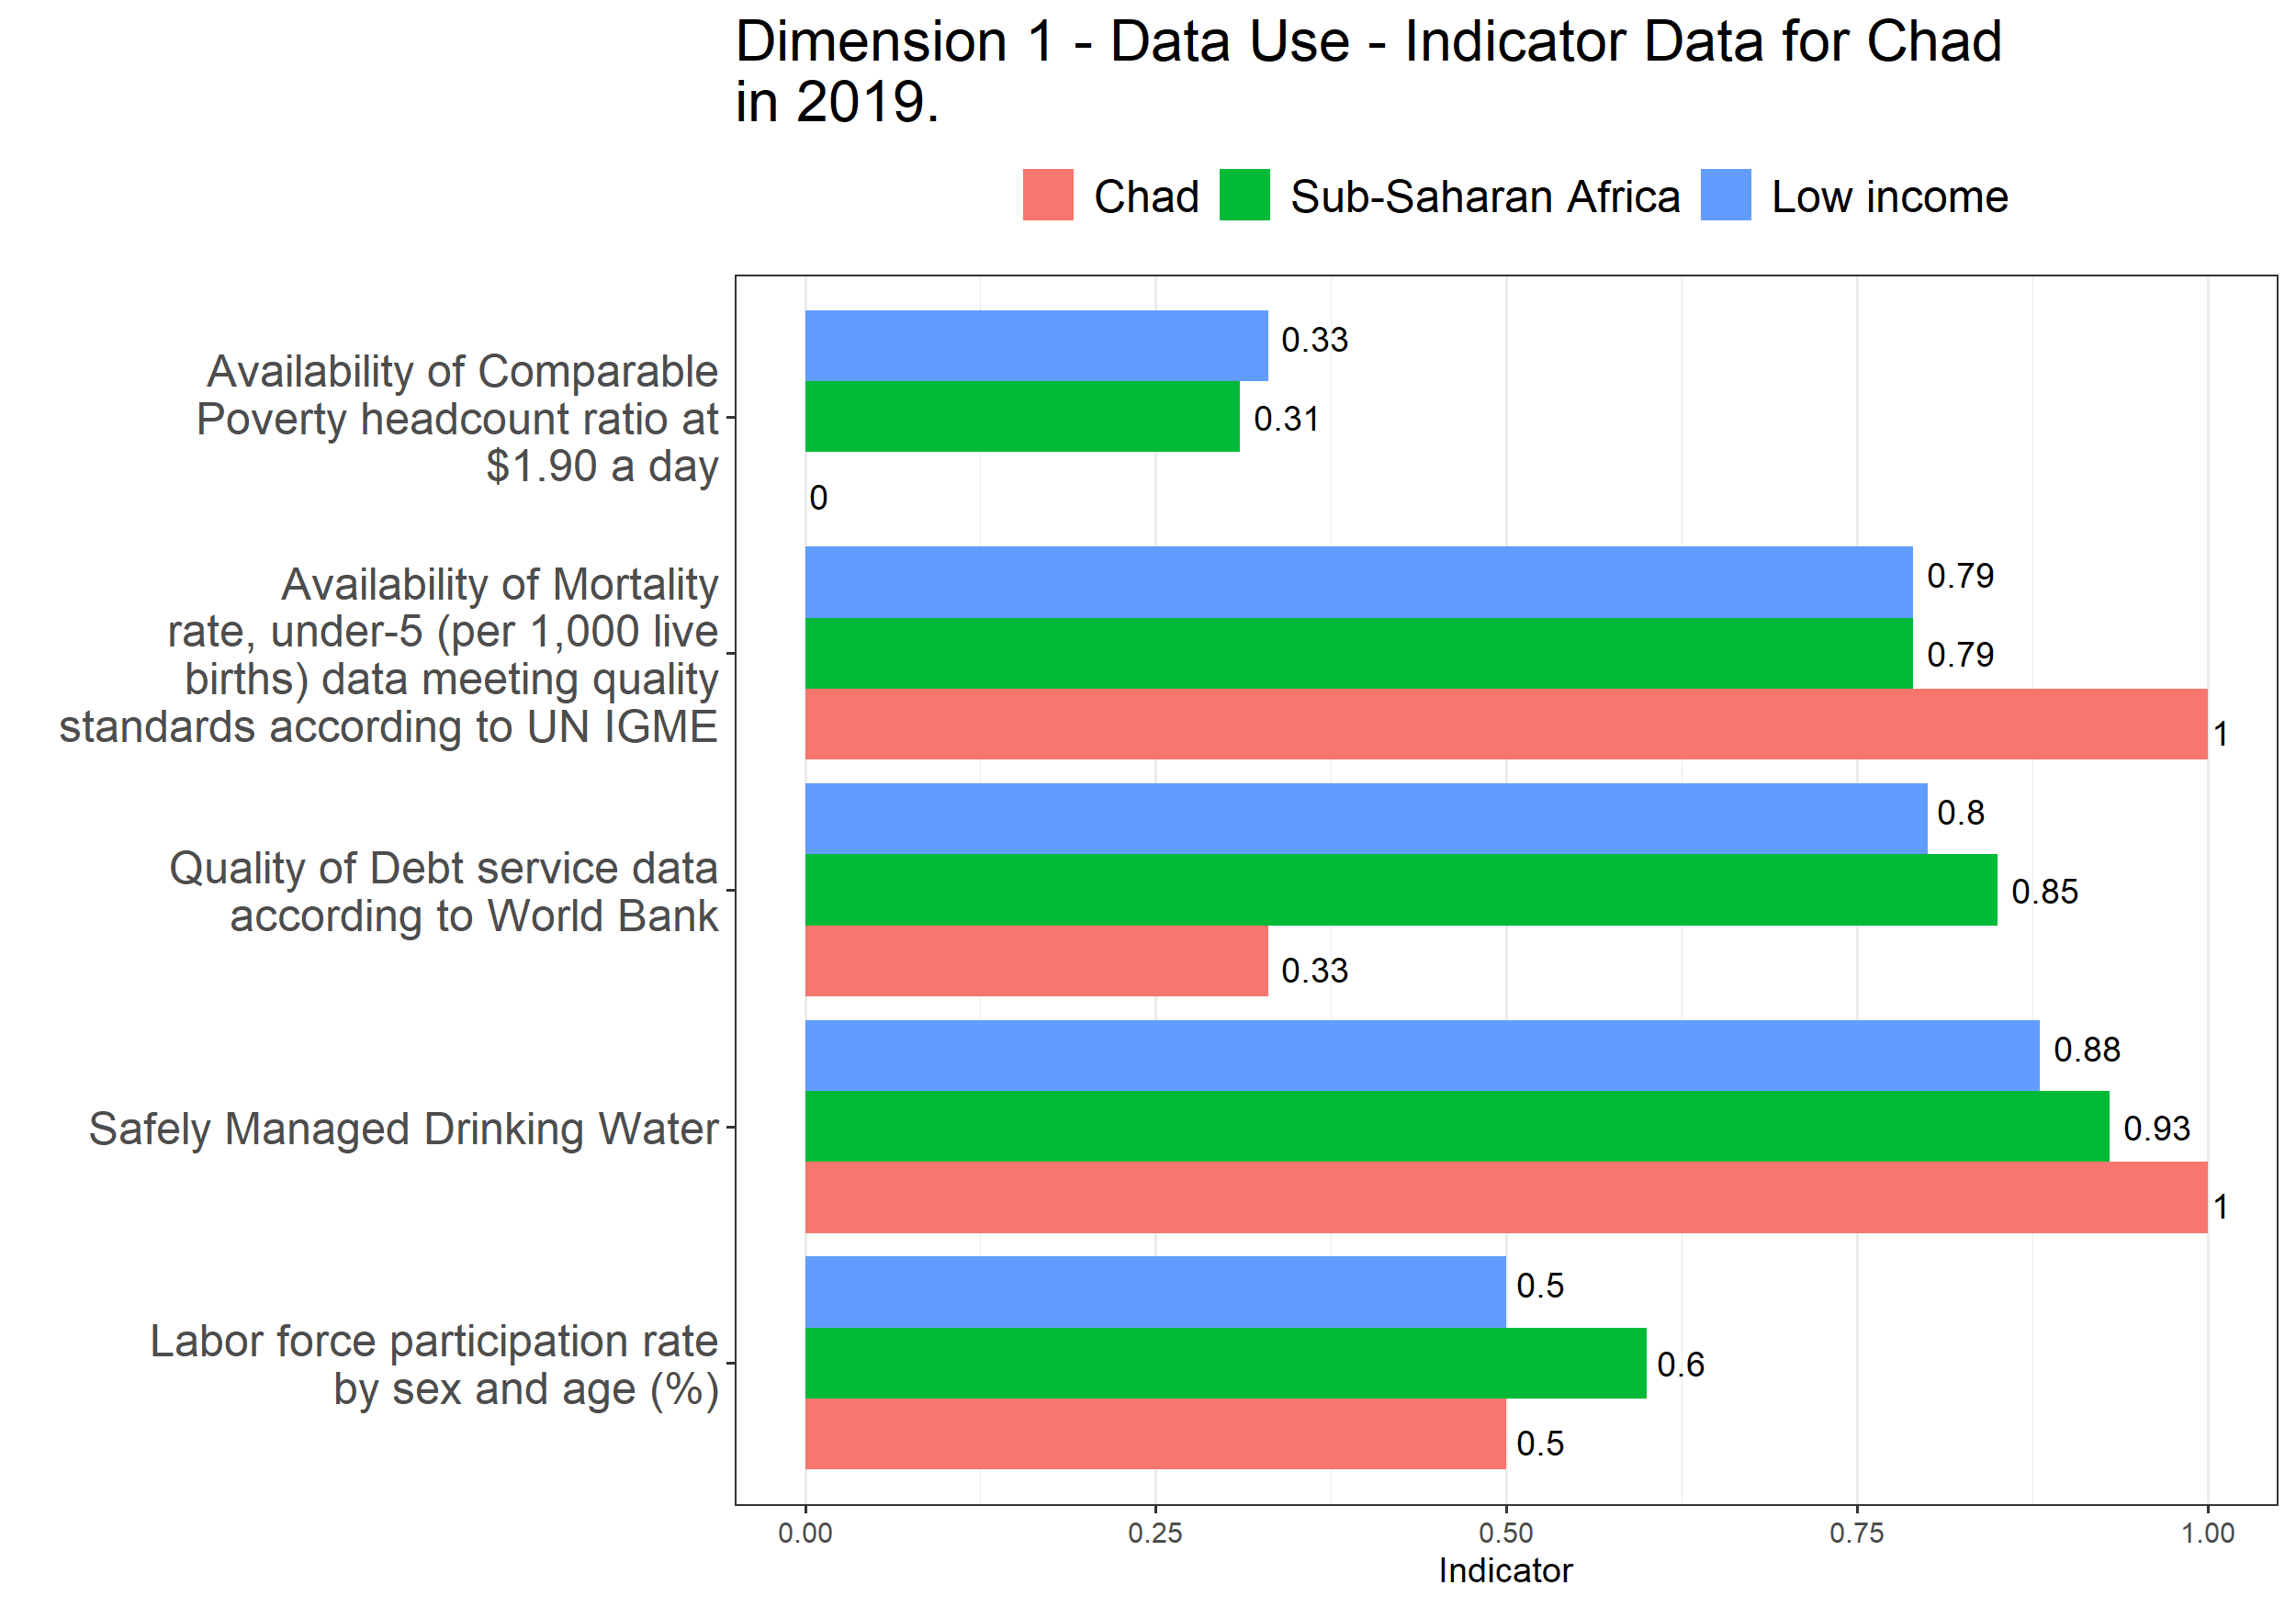 Dimension 1 - Data Use - Indicator Data for Chad
in 2019.
Chad Sub-Saharan Africa Low income
Availability of Comparable
Poverty headcount ratio at
$1.90 a day
0.33
0.31
0
Availability of Mortality
rate, under-5 (per 1,000 live
births) data meeting quality
standards according to UN IGME
0.79
0.79
1
Quality of Debt service data
according to World Bank
0.8
0.85
0.33
Safely Managed Drinking Water
0.88
0.93
1
Labor force participation rate
by sex and age (%)
0.5
0.6
0.5
0.00 0.25 0.50 0.75 1.00
Indicator